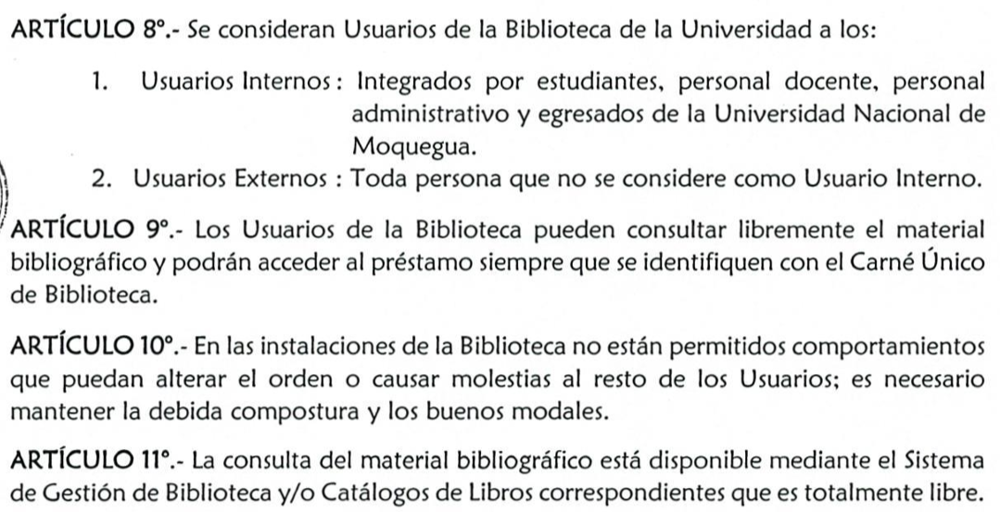 ARTÍCULO 8°.- Se consideran Usuarios de la Biblioteca de la Universidad a los:
1. Usuarios Internos : Integrados por estudiantes, personal docente, personal
administrativo y egresados de la Universidad Nacional de
Moquegua.
2. Usuarios Externos : Toda persona que no se considere como Usuario Interno.
ARTÍCULO 9°.- Los Usuarios de la Biblioteca pueden consultar libremente el material
bibliográfico y podrán acceder al préstamo siempre que se identifiquen con el Carné Único
de Biblioteca.
ARTÍCULO 10°.- En las instalaciones de la Biblioteca no están permitidos comportamientos
que puedan alterar el orden o causar molestias al resto de los Usuarios; es necesario
mantener la debida compostura y los buenos modales.
ARTÍCULO 11°.- La consulta del material bibliográfico está disponible mediante el Sistema
de Gestión de Biblioteca y/o Catálogos de Libros correspondientes que es totalmente libre.